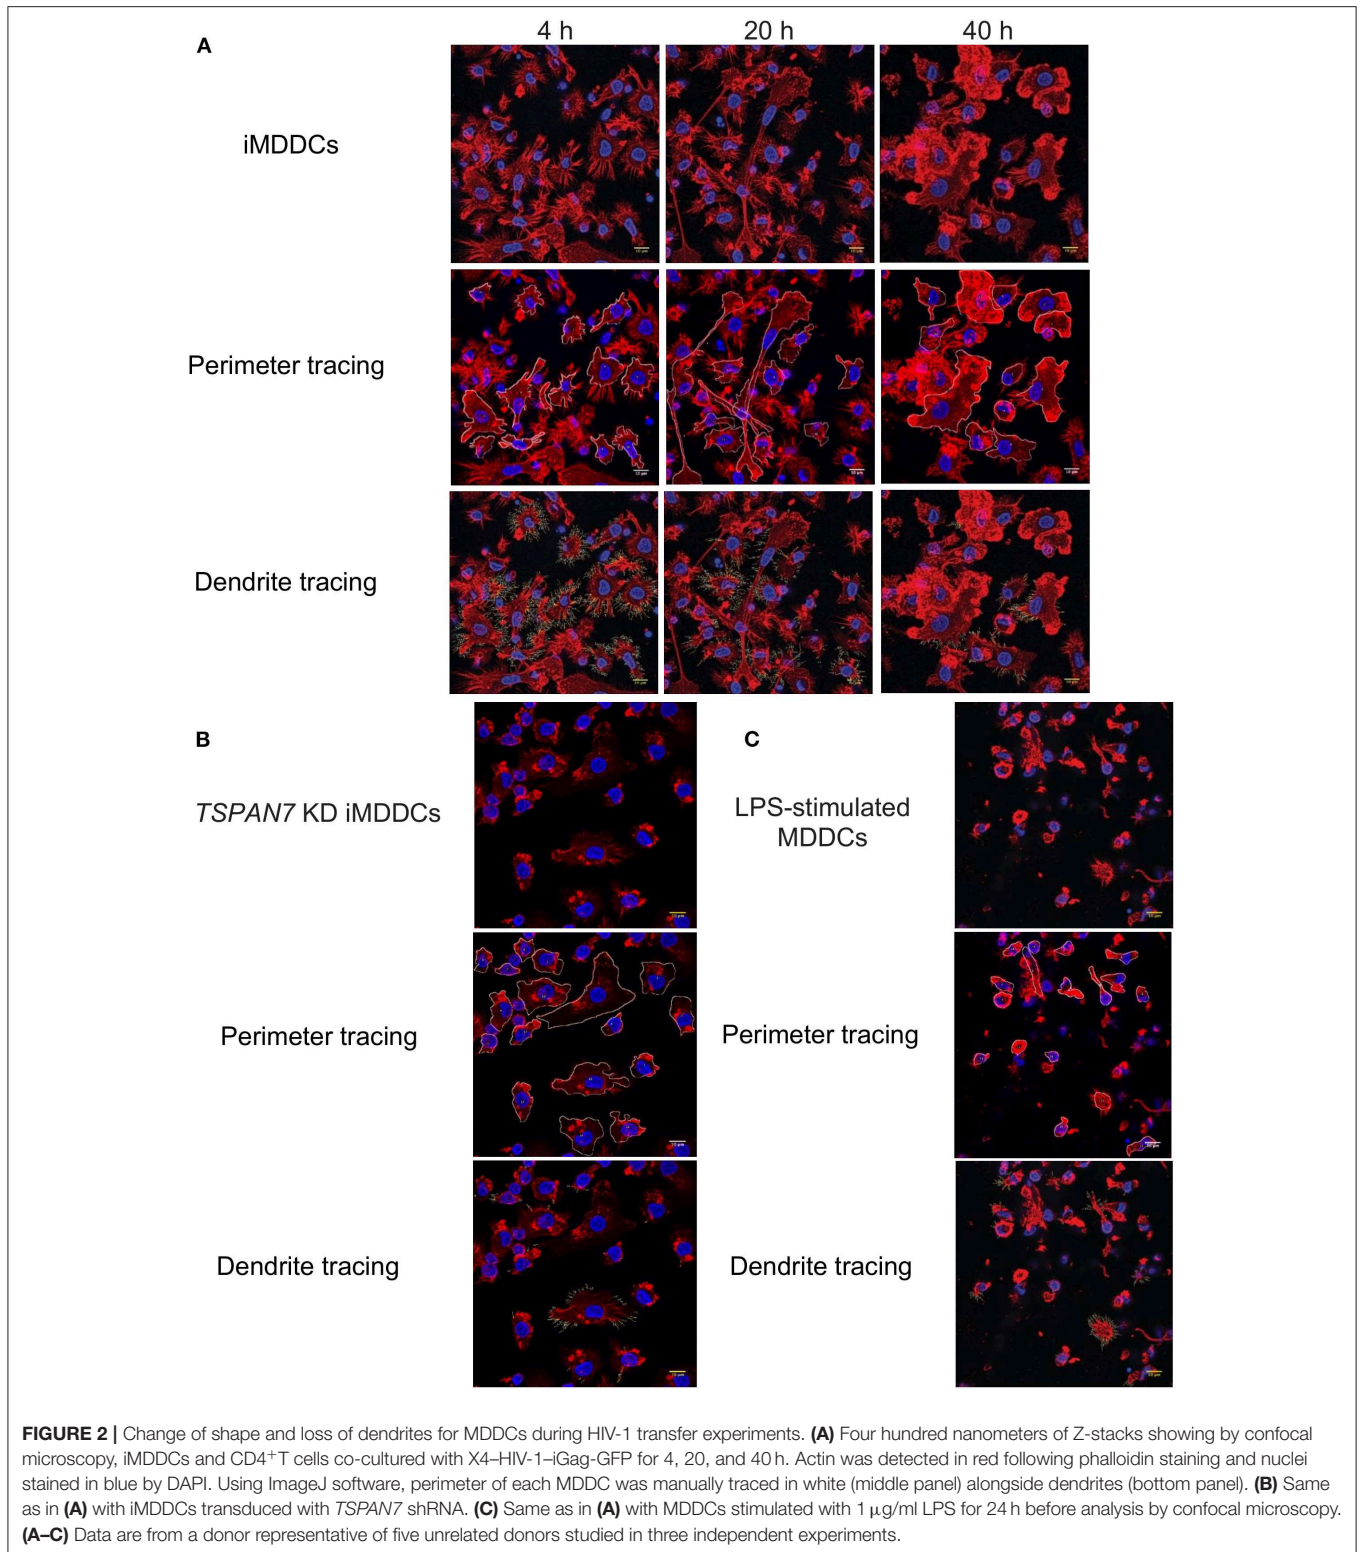 A
4 h
20 h
40 h
iMDDCs
Perimeter tracing
Dendrite tracing
B
TSPAN7 KD iMDDCs
Perimeter tracing
Dendrite tracing
C
LPS-stimulated
MDDCs
Perimeter tracing
Dendrite tracing
FIGURE 2 | Change of shape and loss of dendrites for MDDCs during HIV-1 transfer experiments. (A) Four hundred nanometers of Z-stacks showing by confocal
microscopy, iMDDCs and CD4+T cells co-cultured with X4–HIV-1–iGag-GFP for 4, 20, and 40 h. Actin was detected in red following phalloidin staining and nuclei
stained in blue by DAPI. Using ImageJ software, perimeter of each MDDC was manually traced in white (middle panel) alongside dendrites (bottom panel). (B) Same
as in (A) with iMDDCs transduced with TSPAN7 shRNA. (C) Same as in (A) with MDDCs stimulated with 1 μg/ml LPS for 24 h before analysis by confocal microscopy.
(A–C) Data are from a donor representative of five unrelated donors studied in three independent experiments.